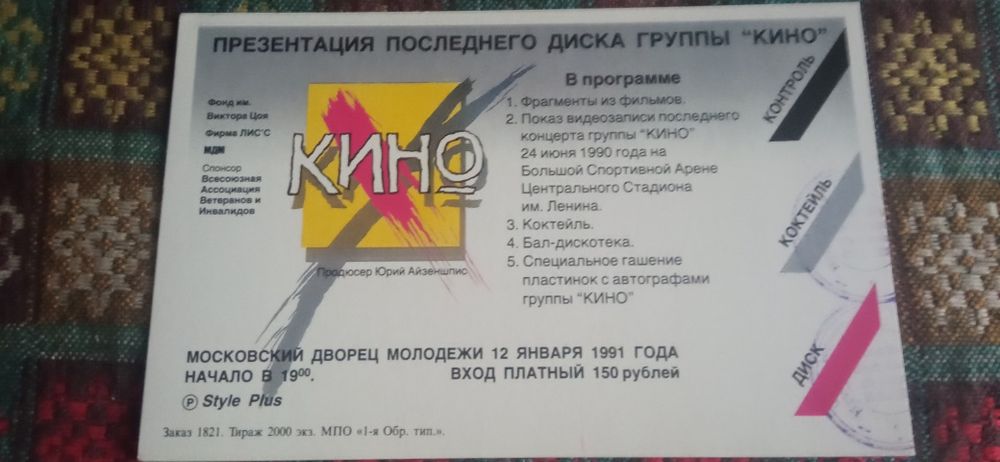 ПРЕЗЕНТАЦИЯ ПОСЛЕДНЕГО ДИСКА ГРУППЫ "КИНО"
Фонд им.
Виктора Цоя
Фирма ЛИС'С
МДМ
Спонсор
Всесоюзная
Ассоциация
Ветеранов и
Инвалидов
КИНО
Продюсер Юрий Айзеншпис
В программе
1. Фрагменты из фильмов.
2. Показ видеозаписи последнего
концерта группы "КИНО"
24 июня 1990 года на
Большой Спортивной Арене
Центрального Стадиона
им. Ленина.
3. Коктейль.
4. Бал-дискотека.
5. Специальное гашение
пластинок с автографами
группы "КИНО"
КОНТРОЛЬ
КОКТЕЙЛЬ
ДИСК
МОСКОВСКИЙ ДВОРЕЦ МОЛОДЕЖИ 12 ЯНВАРЯ 1991 ГОДА
НАЧАЛО В 19⁰⁰. ВХОД ПЛАТНЫЙ 150 рублей
Ⓟ Style Plus
Заказ 1821. Тираж 2000 экз. МПО «1-я Обр. тип.».